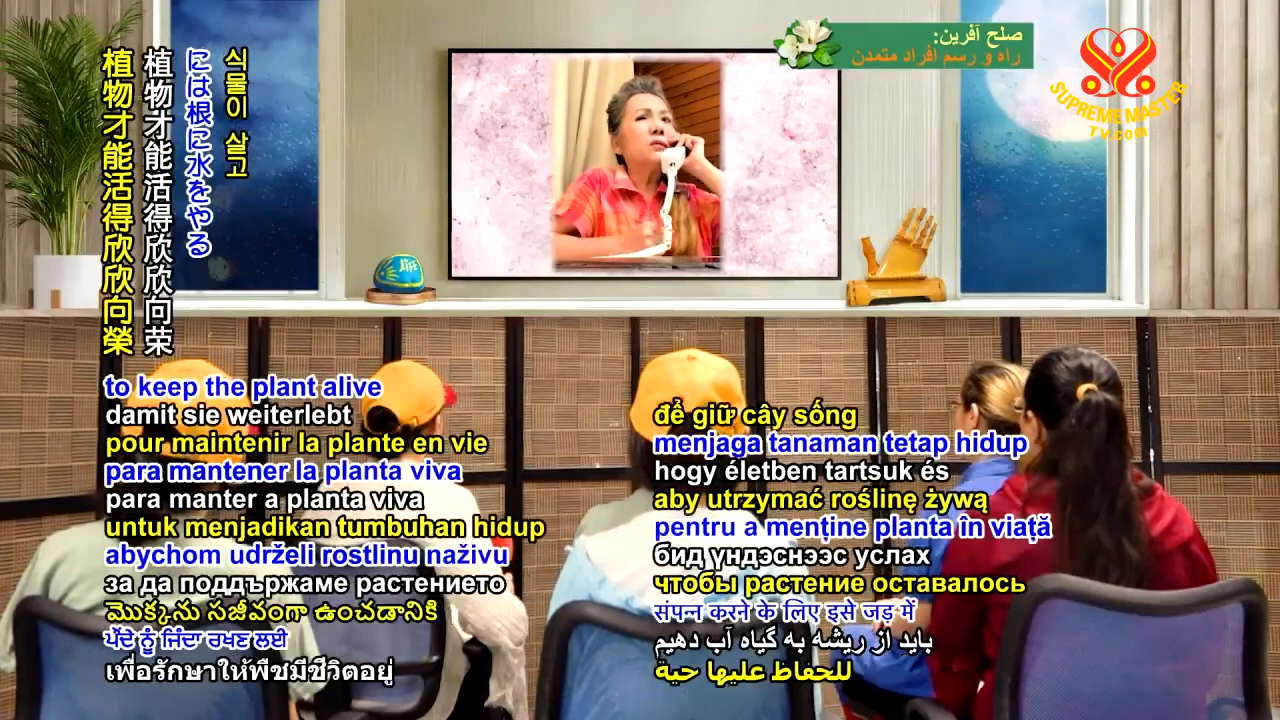 صلح آفرین:
راه و رسم افراد متمدن
SUPREME MASTER
TV.com
식물이 살고
には根に水をやる
植物才能活得欣欣向荣
植物才能活得欣欣向榮
to keep the plant alive
damit sie weiterlebt
pour maintenir la plante en vie
para mantener la planta viva
para manter a planta viva
untuk menjadikan tumbuhan hidup
abychom udrželi rostlinu naživu
за да поддържаме растението
మొక్కను సజీవంగా ఉంచడానికి
ਪੌਦੇ ਨੂੰ ਜਿੰਦਾ ਰਖਣ ਲਈ
เพื่อรักษาให้พืชมีชีวิตอยู่
để giữ cây sống
menjaga tanaman tetap hidup
hogy életben tartsuk és
aby utrzymać roślinę żywą
pentru a menține planta în viață
бид үндэснээс услах
чтобы растение оставалось
संपन्न करने के लिए इसे जड़ में
باید از ریشه به گیاه آب دهیم
للحفاظ عليها حية